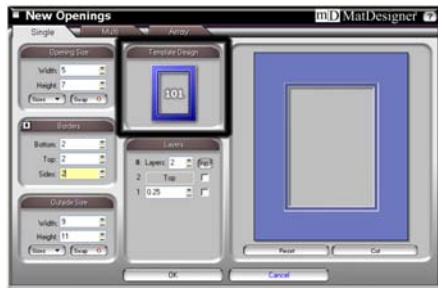 New Openings
mD MatDesigner
Single
Multi
Array
Opening Size
Width: 5
Height: 7
Sizes
Swap
Borders
Bottom: 2
Top: 2
Sides: 2
Outside Size
Width: 9
Height: 11
Sizes
Swap
Template Design
101
Layers
# Layers: 2
2 Top
1 0.25
Reset
Cut
OK
Cancel